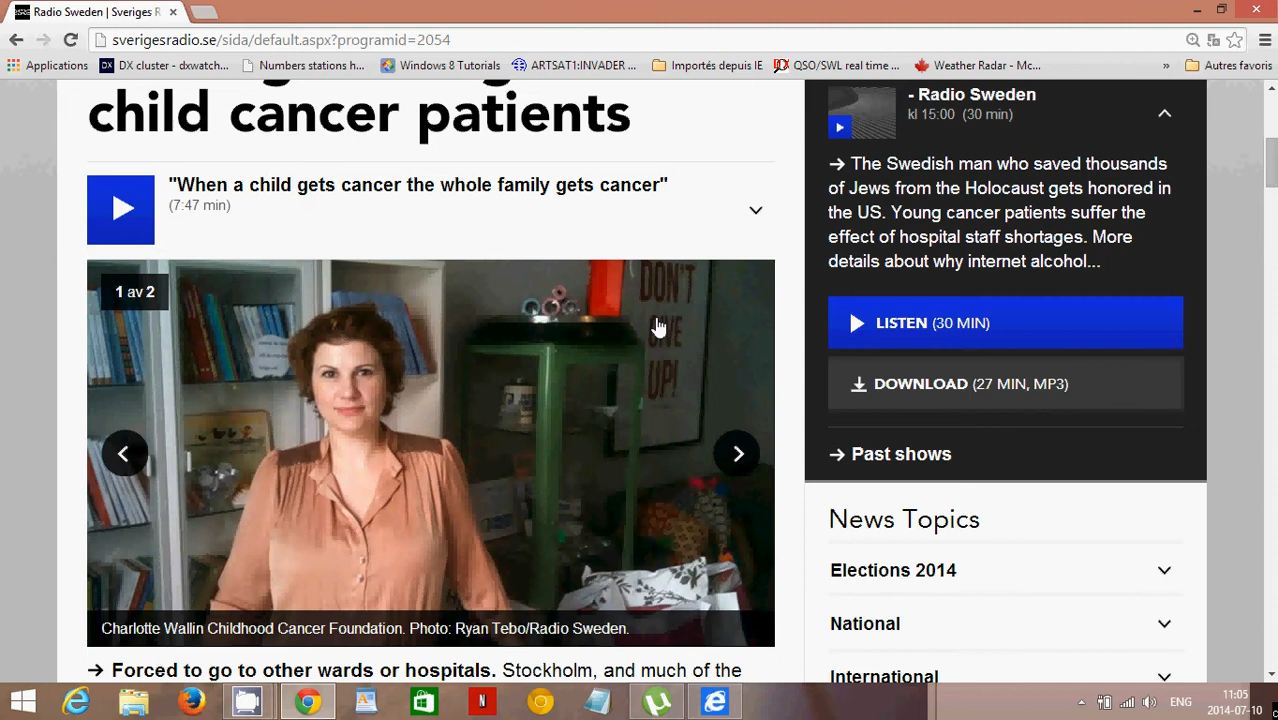 Radio Sweden | Sveriges R
sverigesradio.se/sida/default.aspx?programid=2054
Applications
DX cluster - dxwatch...
Numbers stations h...
Windows & Tutorials
ARTSAT1:INVADER ...
Importés depuis IE
QSO/SWL real time ...
Weather Radar - Mc...
»
Autres favoris
child cancer patients
"When a child gets cancer the whole family gets cancer"
(7:47 min)
1 av 2
DON'T
GIVE
UP!
Charlotte Wallin Childhood Cancer Foundation. Photo: Ryan Tebo/Radio Sweden.
→ Forced to go to other wards or hospitals. Stockholm, and much of the
- Radio Sweden
kl 15:00 (30 min)
→ The Swedish man who saved thousands
of Jews from the Holocaust gets honored in
the US. Young cancer patients suffer the
effect of hospital staff shortages. More
details about why internet alcohol...
LISTEN (30 MIN)
DOWNLOAD (27 MIN, MP3)
→ Past shows
News Topics
Elections 2014
National
International
ENG
11:05
2014-07-10